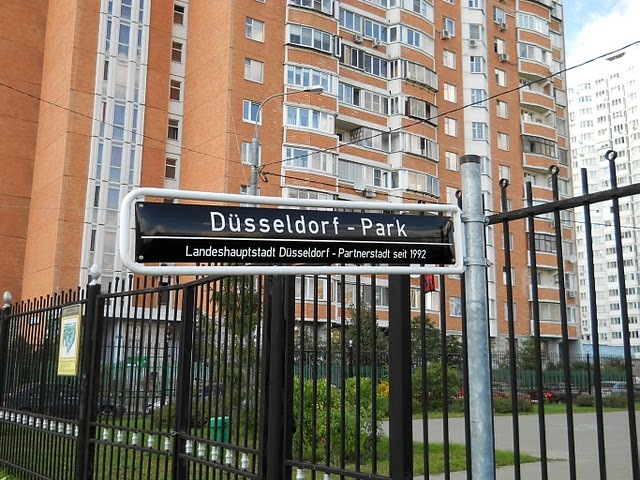 Düsseldorf - Park
Landeshauptstadt Düsseldorf - Partnerstadt seit 1992